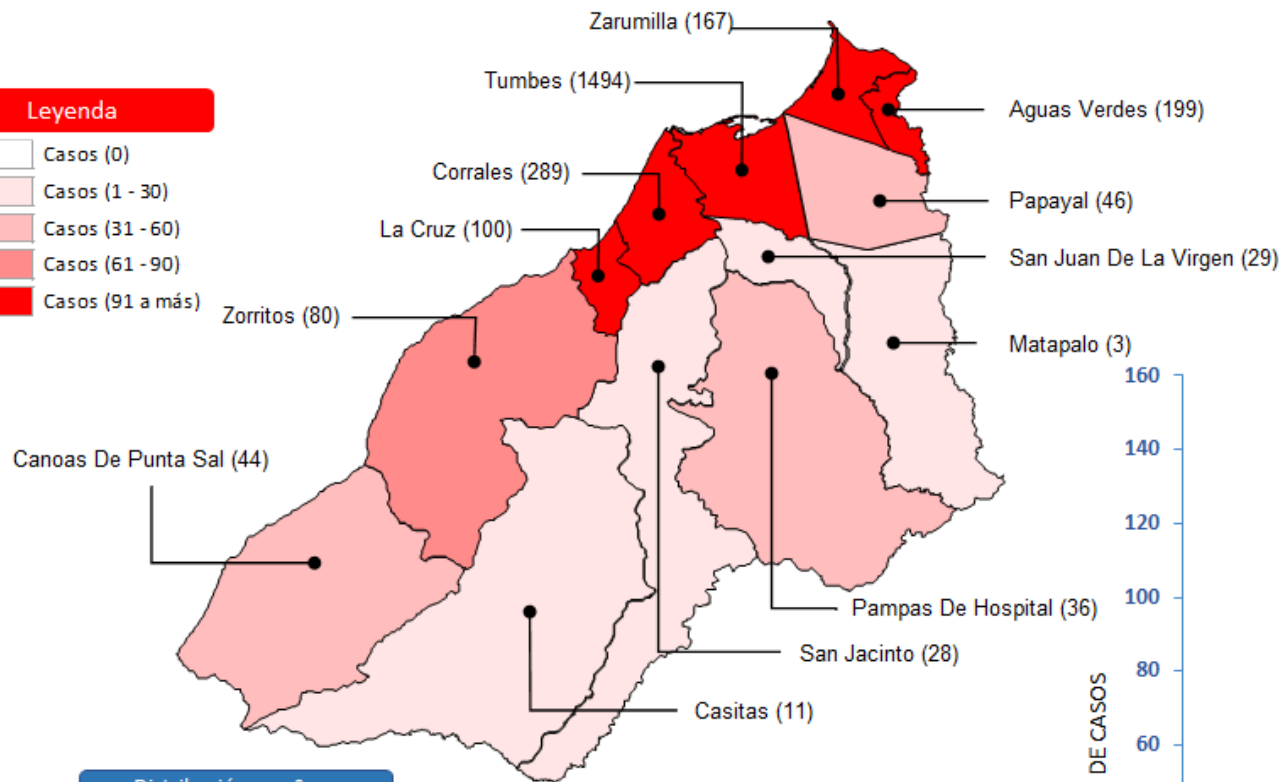 Zarumilla (167)
Tumbes (1494)
Leyenda
Aguas Verdes (199)
Casos (0)
Corrales (289)
Casos (1 - 30)
Papayal (46)
Casos (31 - 60)
La Cruz (100)
San Juan De La Virgen (29)
Casos (61 - 90)
Casos (91 a más)
Zorritos (80)
Matapalo (3)
160
140
Canoas De Punta Sal (44)
120
100
Pampas De Hospital (36)
San Jacinto (28)
80
Casitas (11)
DE CASOS
60